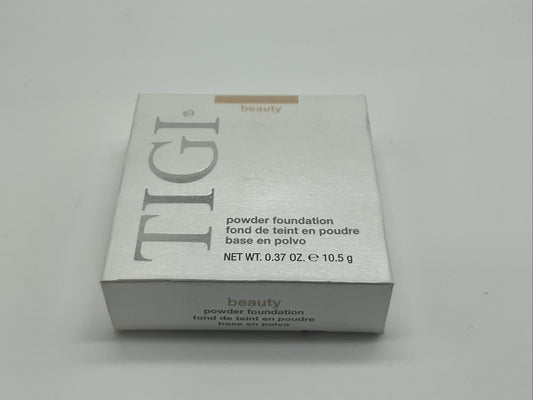 beauty
TIGI®
powder foundation
fond de teint en poudre
base en polvo
NET WT. 0.37 OZ. ℮ 10.5 g
beauty
powder foundation
fond de teint en poudre
base en polvo